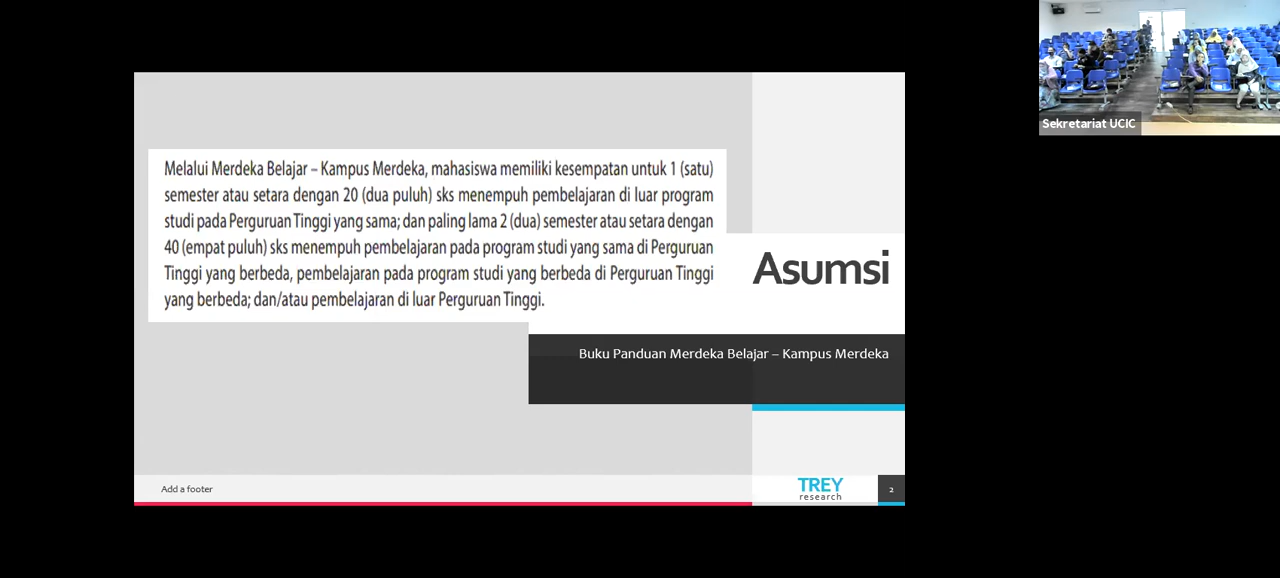 Sekretariat UCIC
Melalui Merdeka Belajar – Kampus Merdeka, mahasiswa memiliki kesempatan untuk 1 (satu)
semester atau setara dengan 20 (dua puluh) sks menempuh pembelajaran di luar program
studi pada Perguruan Tinggi yang sama; dan paling lama 2 (dua) semester atau setara dengan
40 (empat puluh) sks menempuh pembelajaran pada program studi yang sama di Perguruan
Tinggi yang berbeda, pembelajaran pada program studi yang berbeda di Perguruan Tinggi
yang berbeda; dan/atau pembelajaran di luar Perguruan Tinggi.
Asumsi
Buku Panduan Merdeka Belajar – Kampus Merdeka
Add a footer
TREY
research
2